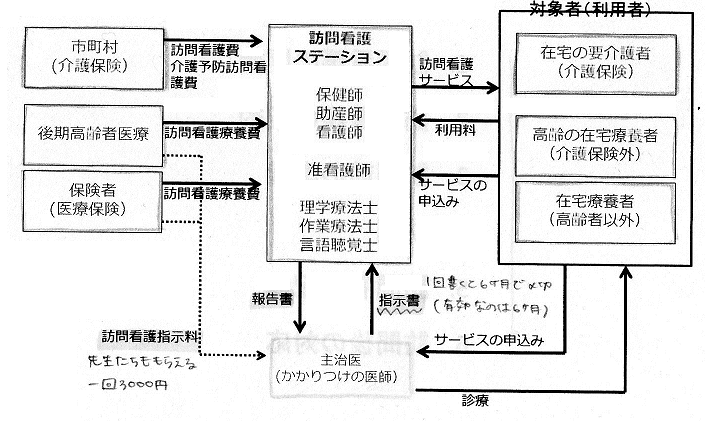 対象者(利用者)
市町村
(介護保険)
訪問看護費
介護予防訪問看
護費
訪問看護
ステーション
保健師
助産師
看護師
准看護師
理学療法士
作業療法士
言語聴覚士
訪問看護
サービス
在宅の要介護者
(介護保険)
後期高齢者医療
訪問看護療養費
利用料
高齢の在宅療養者
(介護保険外)
保険者
(医療保険)
訪問看護療養費
サービスの
申込み
在宅療養者
(高齢者以外)
報告書
指示書
1回書くと6ヶ月で〆切
(有効なのは6ヶ月)
訪問看護指示料
先生たちももらえる
一回3000円
サービスの申込み
主治医
(かかりつけの医師)
診療